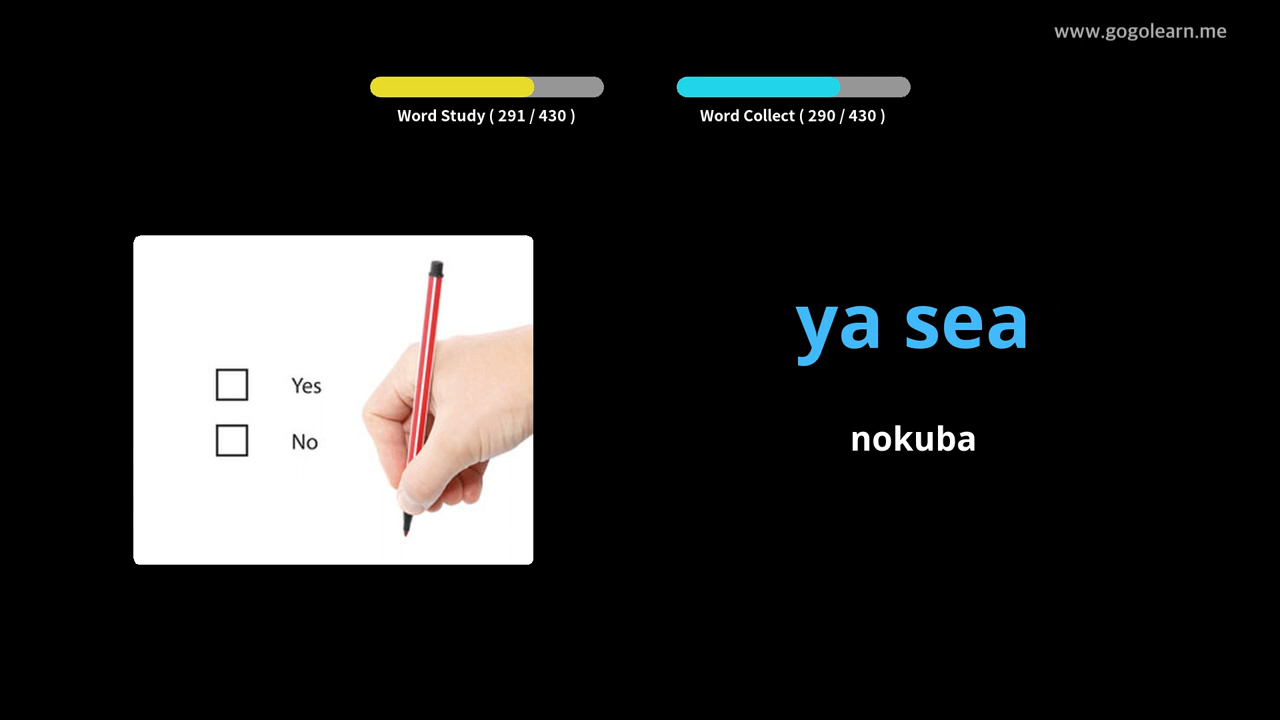 www.gogolearn.me
Word Study ( 291 / 430 )
Word Collect ( 290 / 430 )
Yes
No
ya sea
nokuba